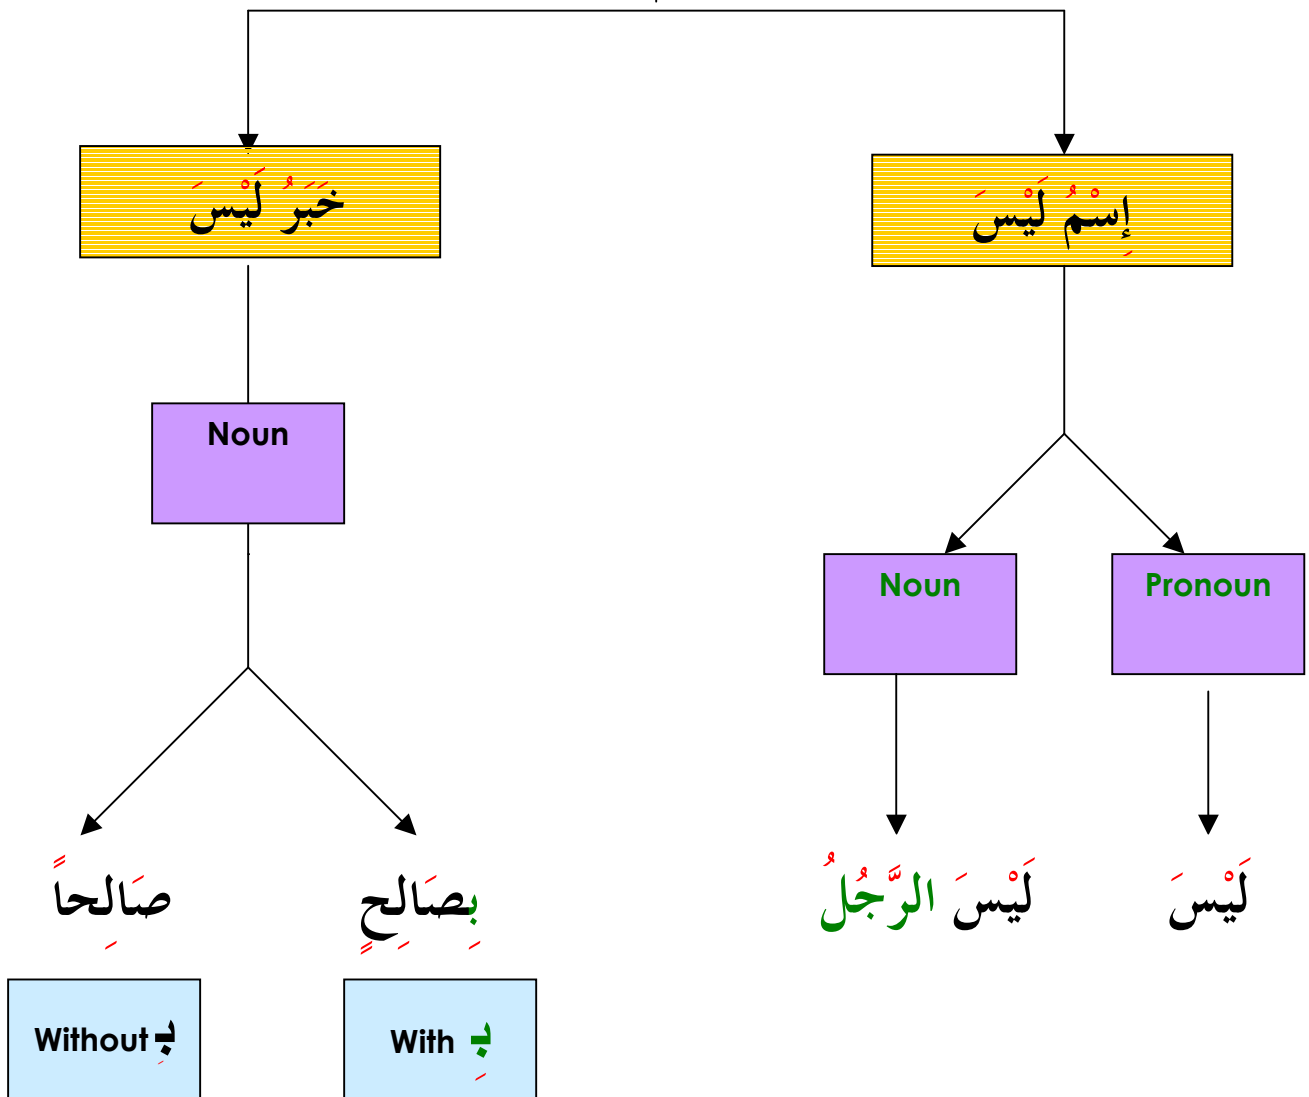 إِسْمُ لَيْسَ
خَبَرُ لَيْسَ
Noun
Noun
Pronoun
لَيْسَ
لَيْسَ الرَّجُلُ
بِصَالِحٍ
صَالِحاً
With بِـ
Without بِـ